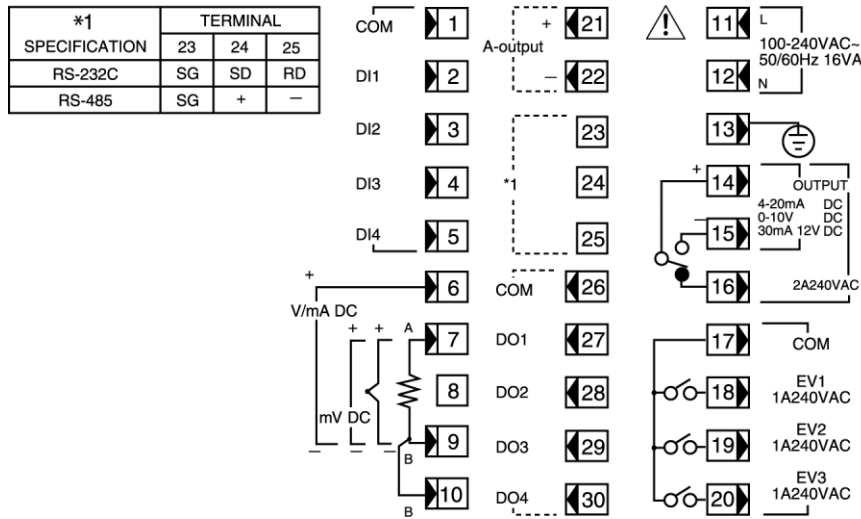 *1
SPECIFICATION
TERMINAL
23 24 25
RS-232C SG SD RD
RS-485 SG + −
COM 1
DI1 2
DI2 3
DI3 4
DI4 5
+ 6
V/mA DC
+ + A 7
8
mV DC
− − − B 9
B 10
A-output
+ 21
− 22
*1
23
24
25
COM 26
DO1 27
DO2 28
DO3 29
DO4 30
11 L
100-240VAC~
50/60Hz 16VA
12 N
13
+ 14
OUTPUT
4-20mA DC
0-10V DC
− 15 30mA 12V DC
16 2A240VAC
17 COM
18 EV1
1A240VAC
19 EV2
1A240VAC
20 EV3
1A240VAC